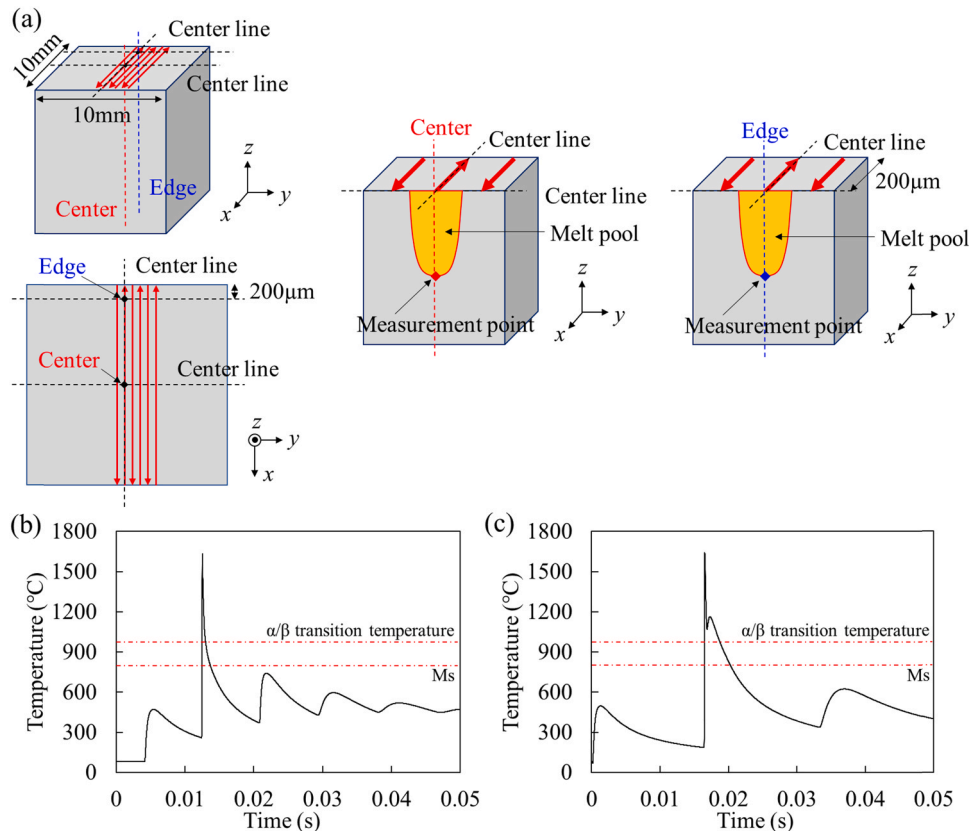 (a)
Center line
10mm
Center line
10mm
z
y
x
Edge
Center
Center line
Edge
200μm
Center
Center line
z
y
x
Center
Center line
Center line
Melt pool
Measurement point
z
y
x
Edge
Center line
200μm
Melt pool
Measurement point
z
y
x
(b)
Temperature (°C)
1800
1500
1200
900
600
300
0
α/β transition temperature
Ms
0 0.01 0.02 0.03 0.04 0.05
Time (s)
(c)
Temperature (°C)
1800
1500
1200
900
600
300
0
α/β transition temperature
Ms
0 0.01 0.02 0.03 0.04 0.05
Time (s)